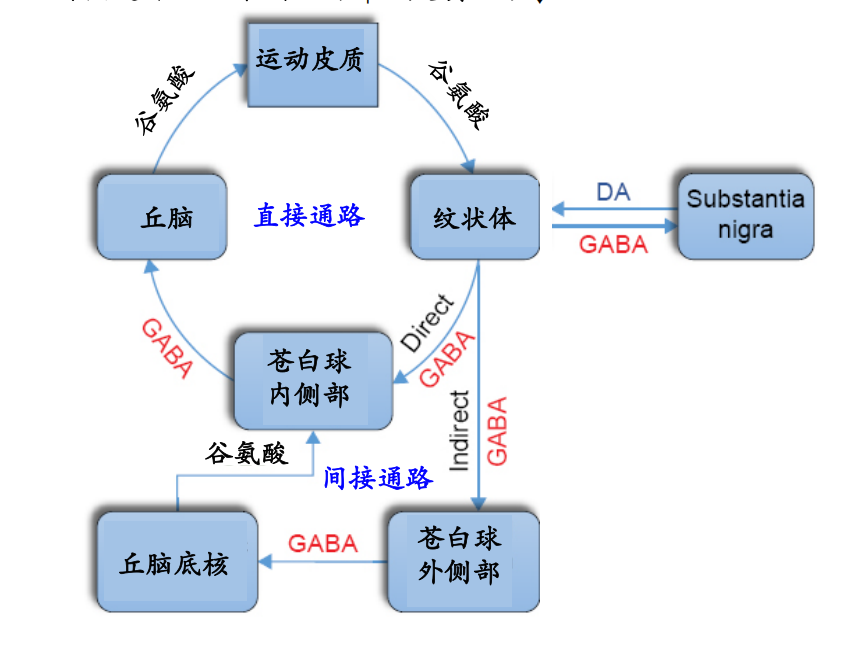 运动皮质
谷氨酸
谷氨酸
丘脑
直接通路
纹状体
DA
GABA
Substantia
nigra
GABA
Direct
GABA
苍白球
内侧部
Indirect
GABA
谷氨酸
间接通路
丘脑底核
GABA
苍白球
外侧部